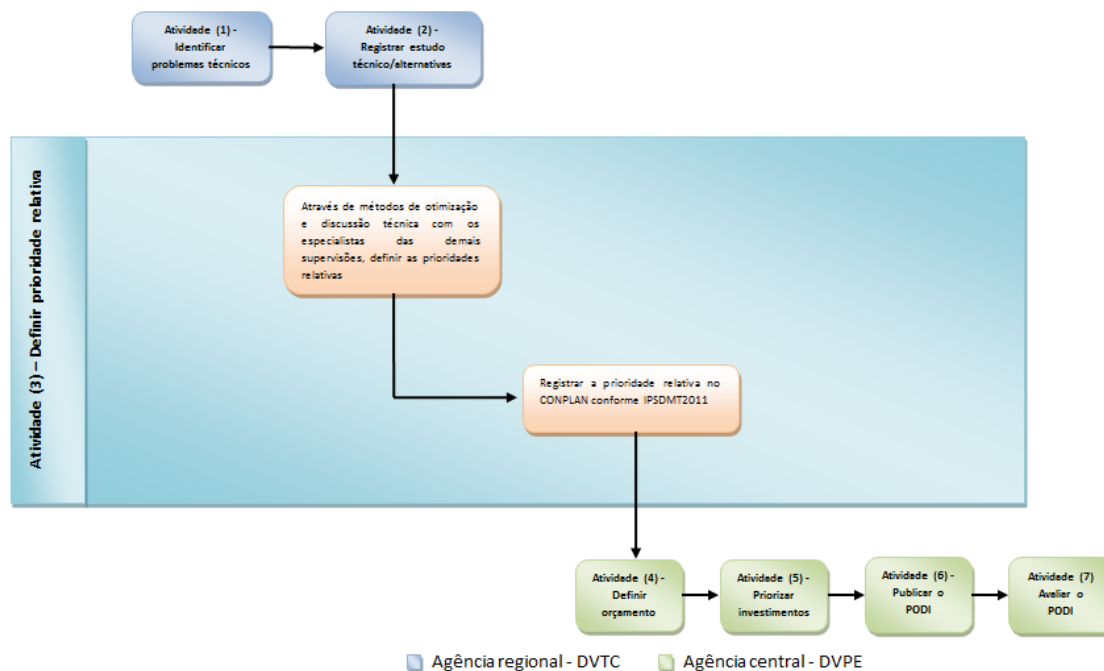 Atividade (1) -
Identificar
problemas técnicos
Atividade (2) -
Registrar estudo
técnico/alternativas
Atividade (3) – Definir prioridade relativa
Através de métodos de otimização
e discussão técnica com os
especialistas das demais
supervisões, definir as prioridades
relativas
Registrar a prioridade relativa no
CONPLAN conforme IPSDMT2011
Atividade (4) -
Definir
orçamento
Atividade (5) -
Priorizar
investimentos
Atividade (6) -
Publicar o
PODI
Atividade (7)
Avaliar o
PODI
Agência regional - DVTC
Agência central - DVPE